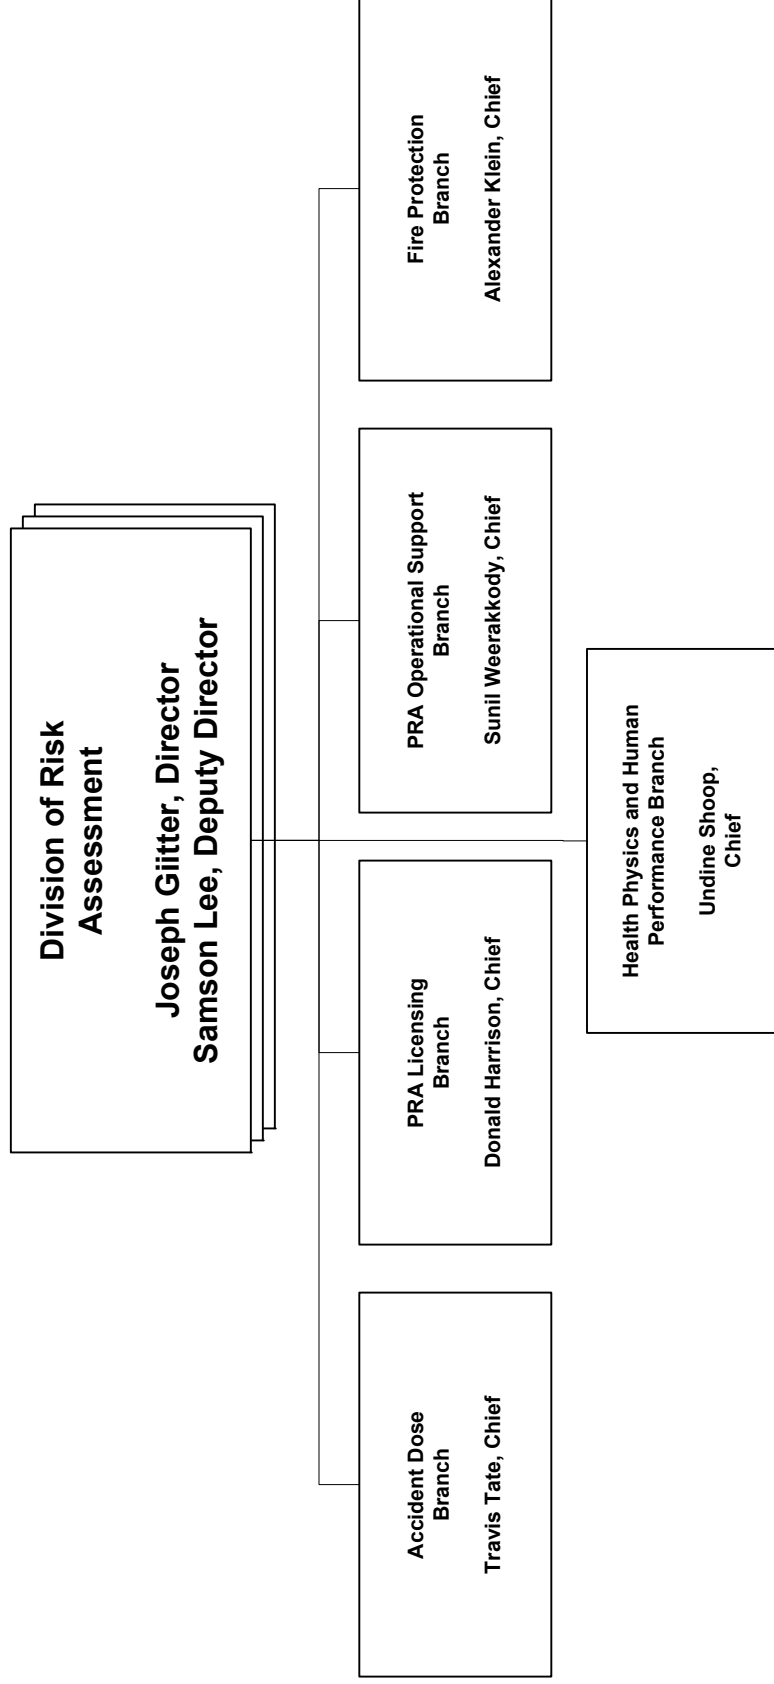 Division of Risk
Assessment
Joseph Giitter, Director
Samson Lee, Deputy Director
Accident Dose
Branch
Travis Tate, Chief
PRA Licensing
Branch
Donald Harrison, Chief
PRA Operational Support
Branch
Sunil Weerakkody, Chief
Fire Protection
Branch
Alexander Klein, Chief
Health Physics and Human
Performance Branch
Undine Shoop,
Chief